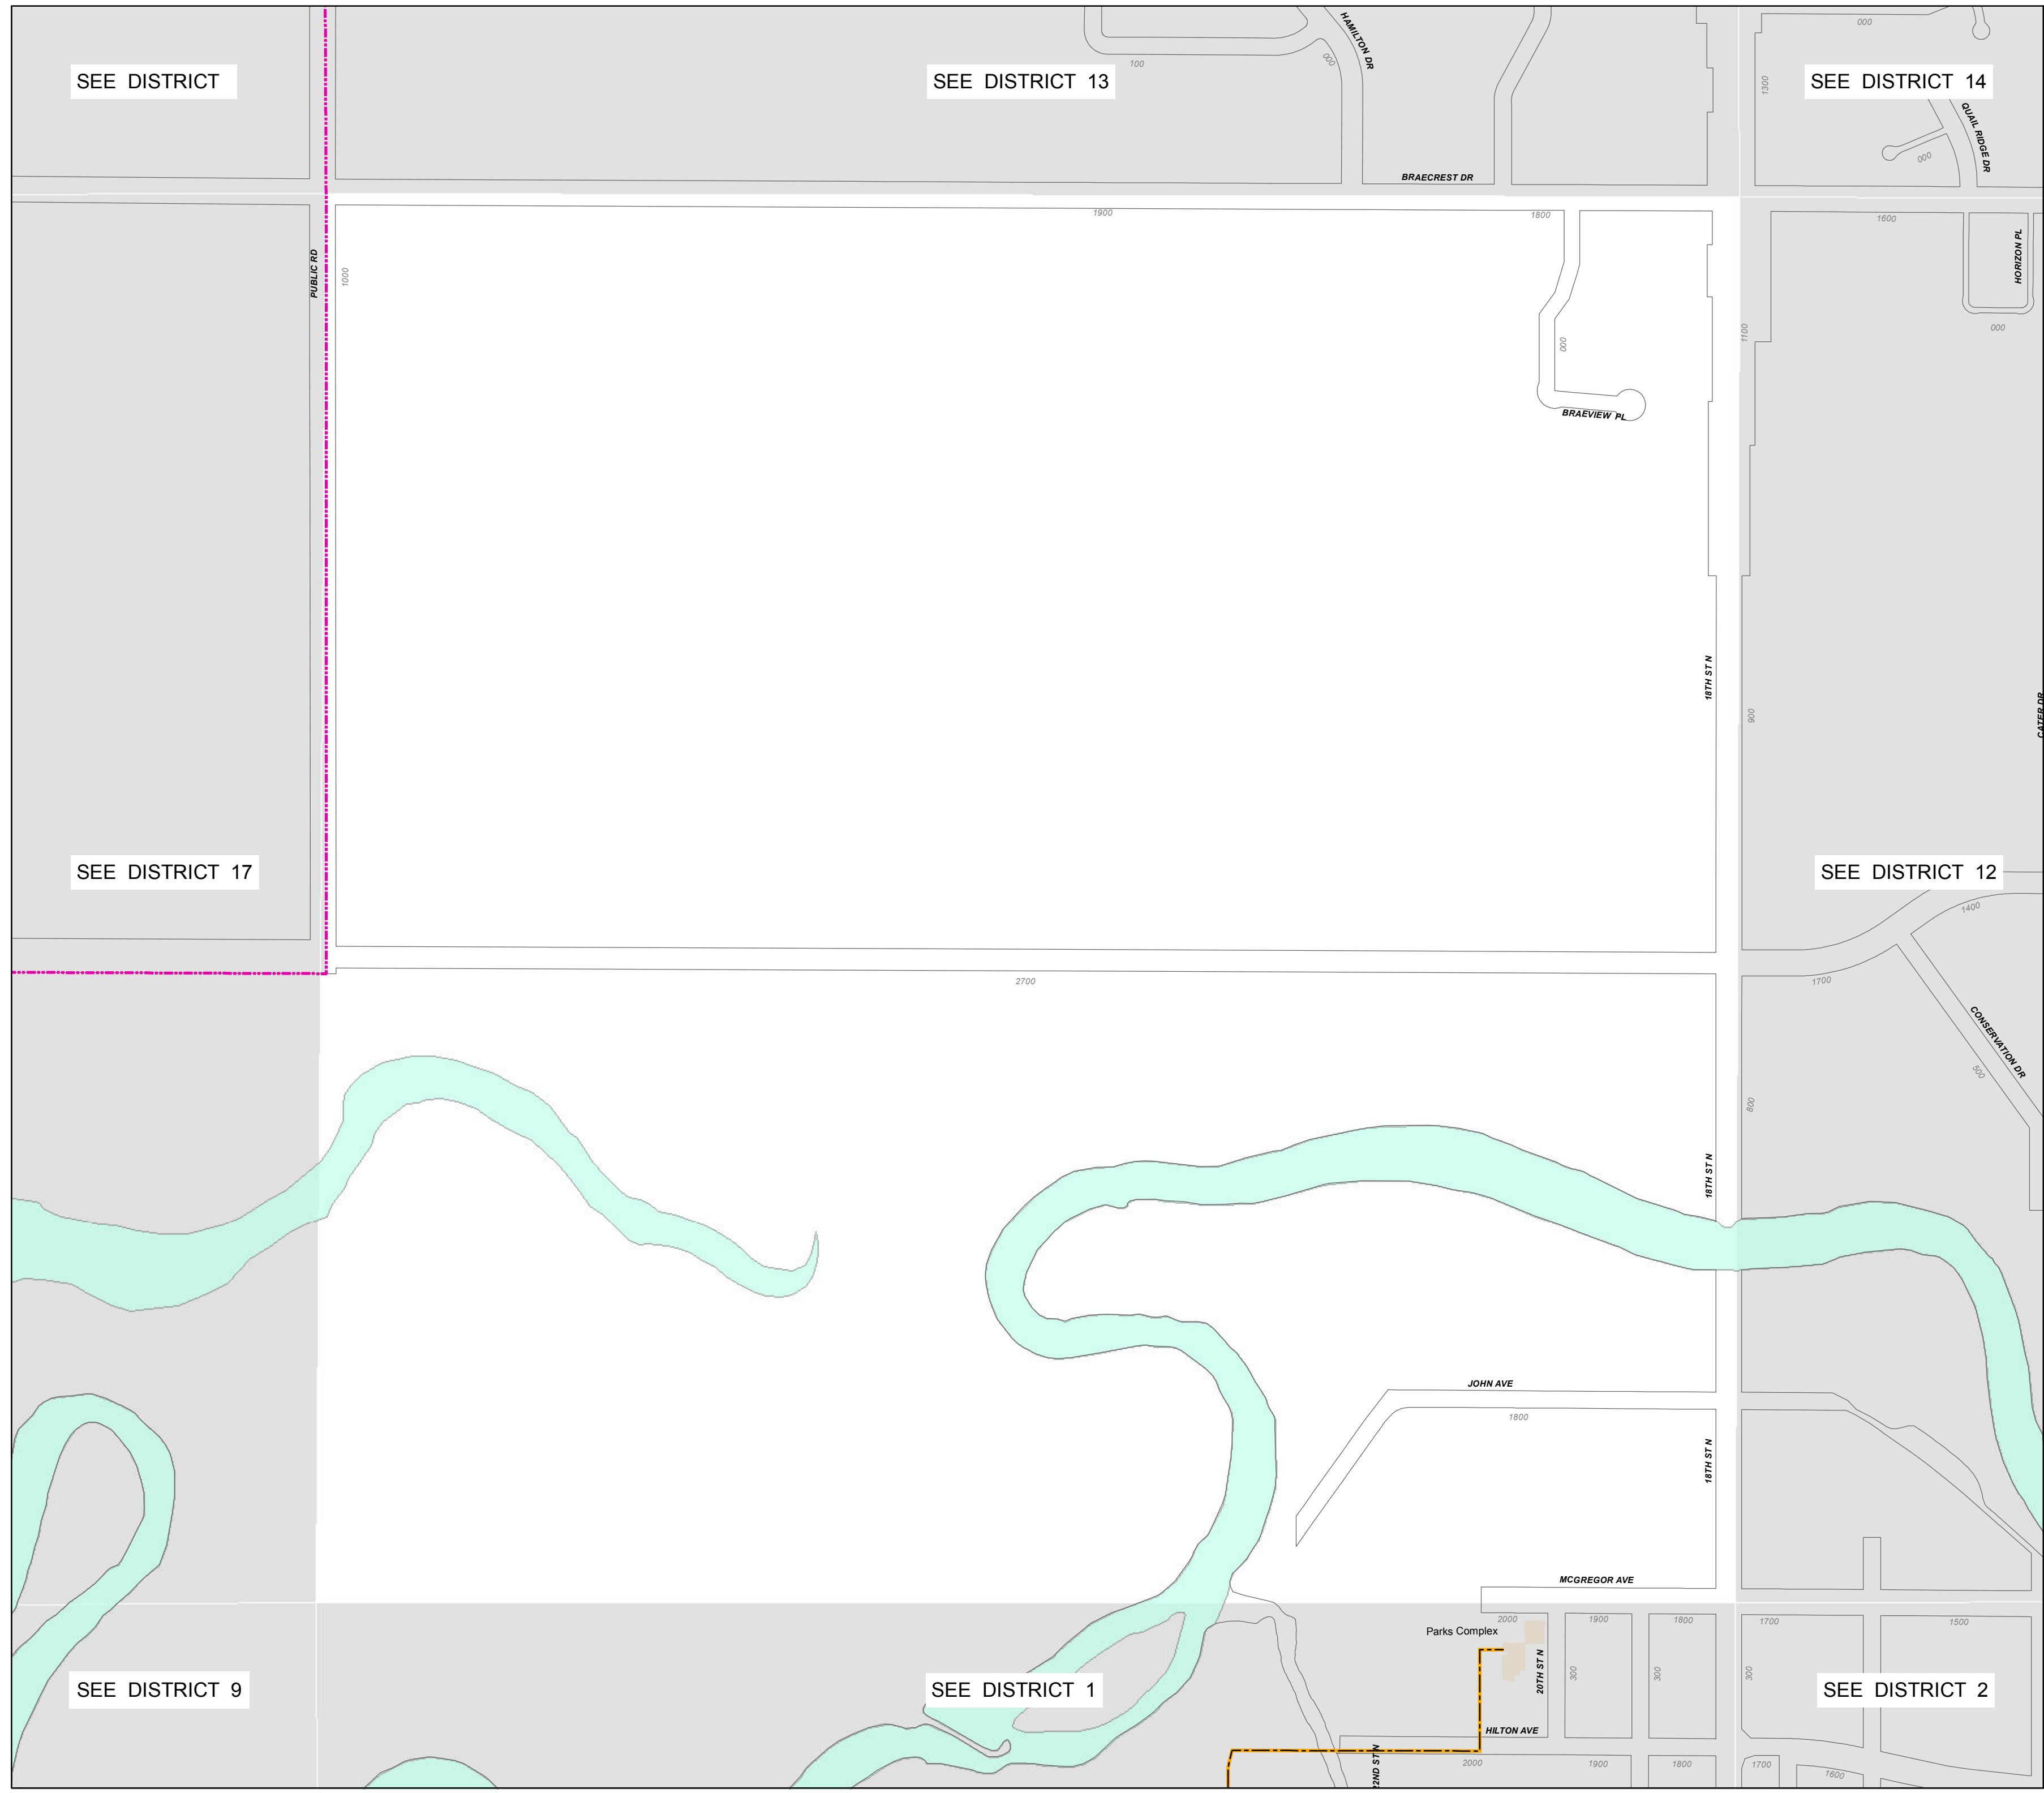 000
HAMILTON DR
100
000
SEE DISTRICT
SEE DISTRICT 13
1300
SEE DISTRICT 14
QUAIL RIDGE DR
000
BRAECREST DR
1900
1800
1600
PUBLIC RD
1000
HORIZON PL
000
1100
000
BRAEVIEW PL
18TH ST N
900
CATER DR
SEE DISTRICT 17
SEE DISTRICT 12
1400
2700
1700
CONSERVATION DR
500
800
18TH ST N
JOHN AVE
1800
18TH ST N
MCGREGOR AVE
2000
1900
1800
1700
1500
Parks Complex
20TH ST N
300
300
300
SEE DISTRICT 9
SEE DISTRICT 1
SEE DISTRICT 2
HILTON AVE
22ND ST N
2000
1900
1800
1700
1600